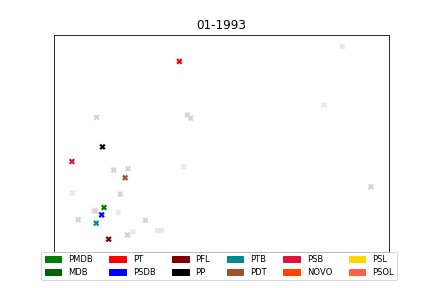 01-1993
PMDB PT PFL PTB PSB PSL
MDB PSDB PP PDT NOVO PSOL